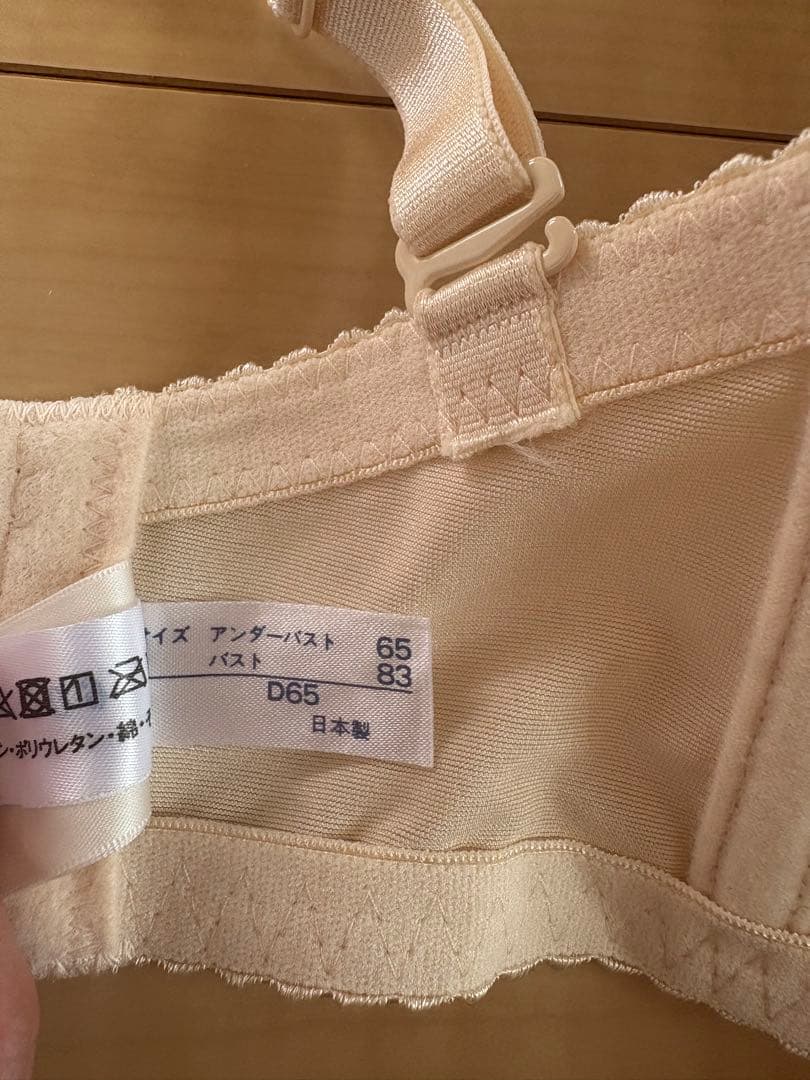 サイズ アンダーバスト 65
バスト 83
D65
日本製
ン・ポリウレタン・綿・